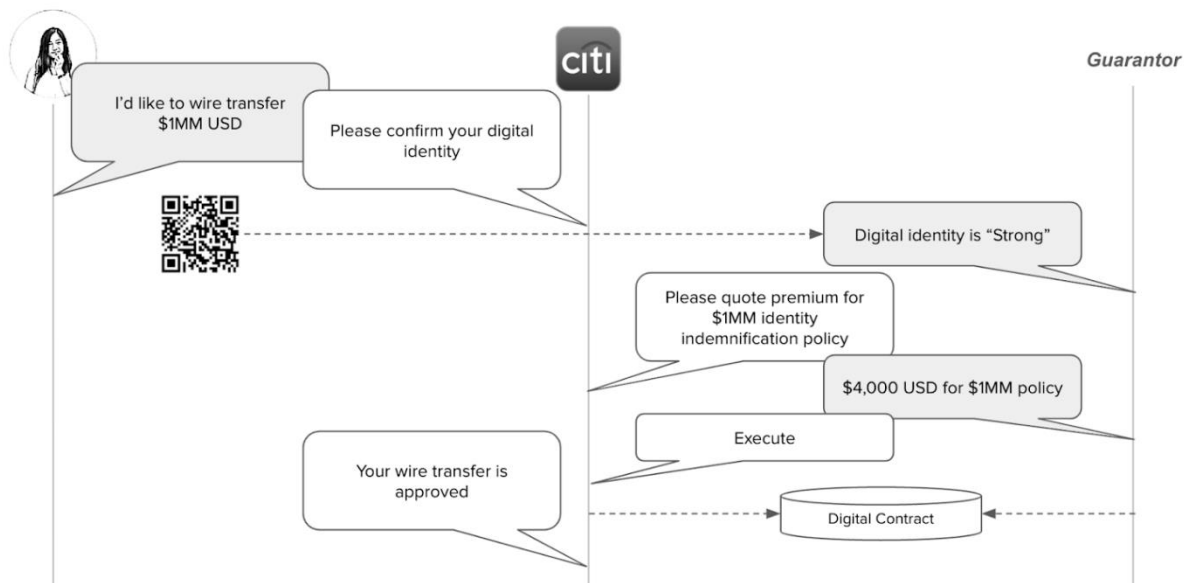 citi
Guarantor
I'd like to wire transfer
$1MM USD
Please confirm your digital
identity
Digital identity is “Strong”
Please quote premium for
$1MM identity
indemnification policy
$4,000 USD for $1MM policy
Execute
Your wire transfer is
approved
Digital Contract